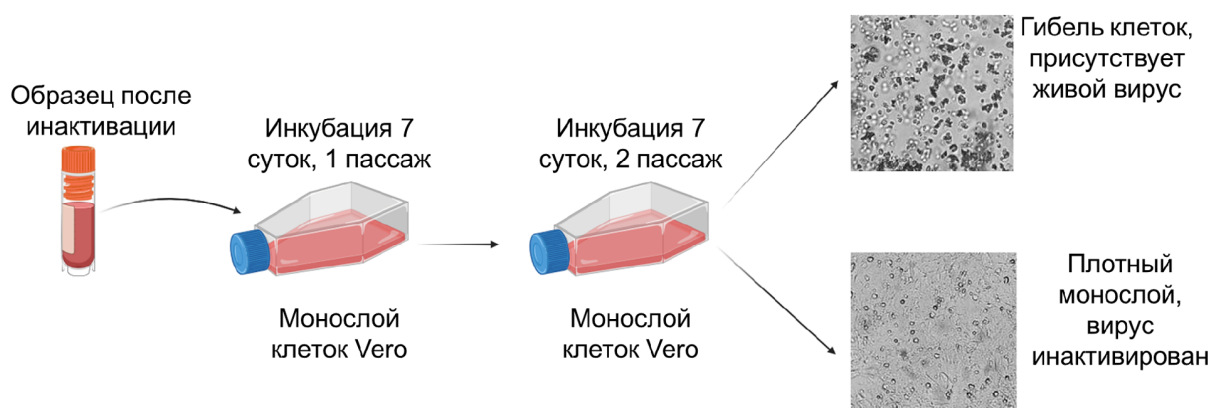 Образец после
инактивации
Инкубация 7
суток, 1 пассаж
Монослой
клеток Vero
Инкубация 7
суток, 2 пассаж
Монослой
клеток Vero
Гибель клеток,
присутствует
живой вирус
Плотный
монослой,
вирус
инактивирован